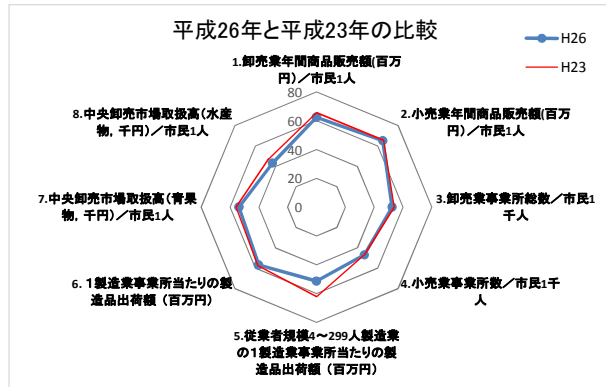 平成26年と平成23年の比較
H26
H23
1.卸売業年間商品販売額(百万
円)／市民1人
80
60
40
20
0
2.小売業年間商品販売額(百万
円)／市民1人
3.卸売業事業所総数／市民1
千人
4.小売業事業所数／市民1千
人
5.従業者規模4～299人製造業
の１製造業事業所当たりの製
造品出荷額（百万円）
6. １製造業事業所当たりの製
造品出荷額（百万円）
7.中央卸売市場取扱高（青果
物，千円）／市民1人
8.中央卸売市場取扱高（水産
物，千円）／市民1人